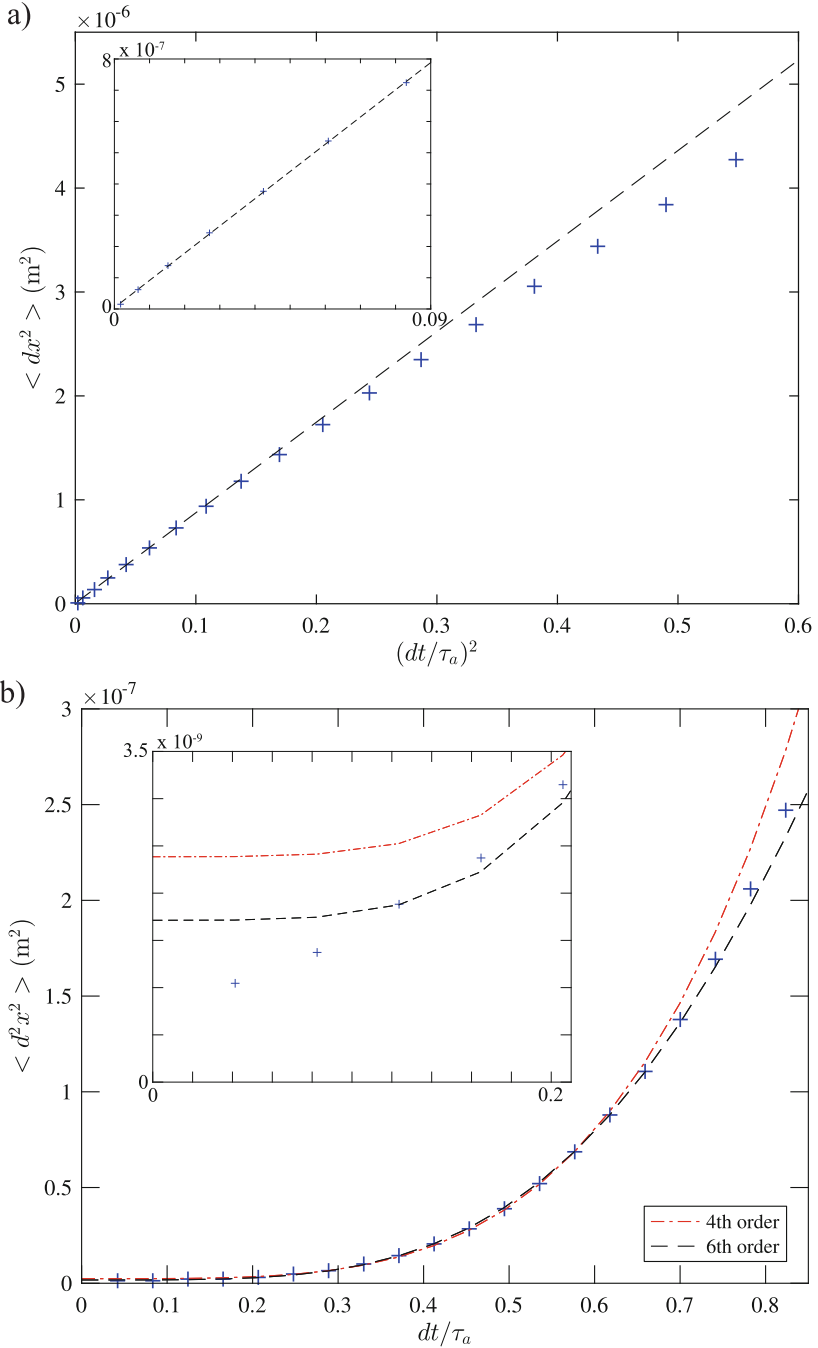 a)
×10⁻⁶
5
4
3
2
1
0
< dx² > (m²)
0 0.1 0.2 0.3 0.4 0.5 0.6
(dt/τₐ)²
8 x 10⁻⁷
0
0 0.09
b)
×10⁻⁷
3
2.5
2
1.5
1
0.5
0
< d²x² > (m²)
0 0.1 0.2 0.3 0.4 0.5 0.6 0.7 0.8
dt/τₐ
3.5 x 10⁻⁹
0
0 0.2
4th order
6th order